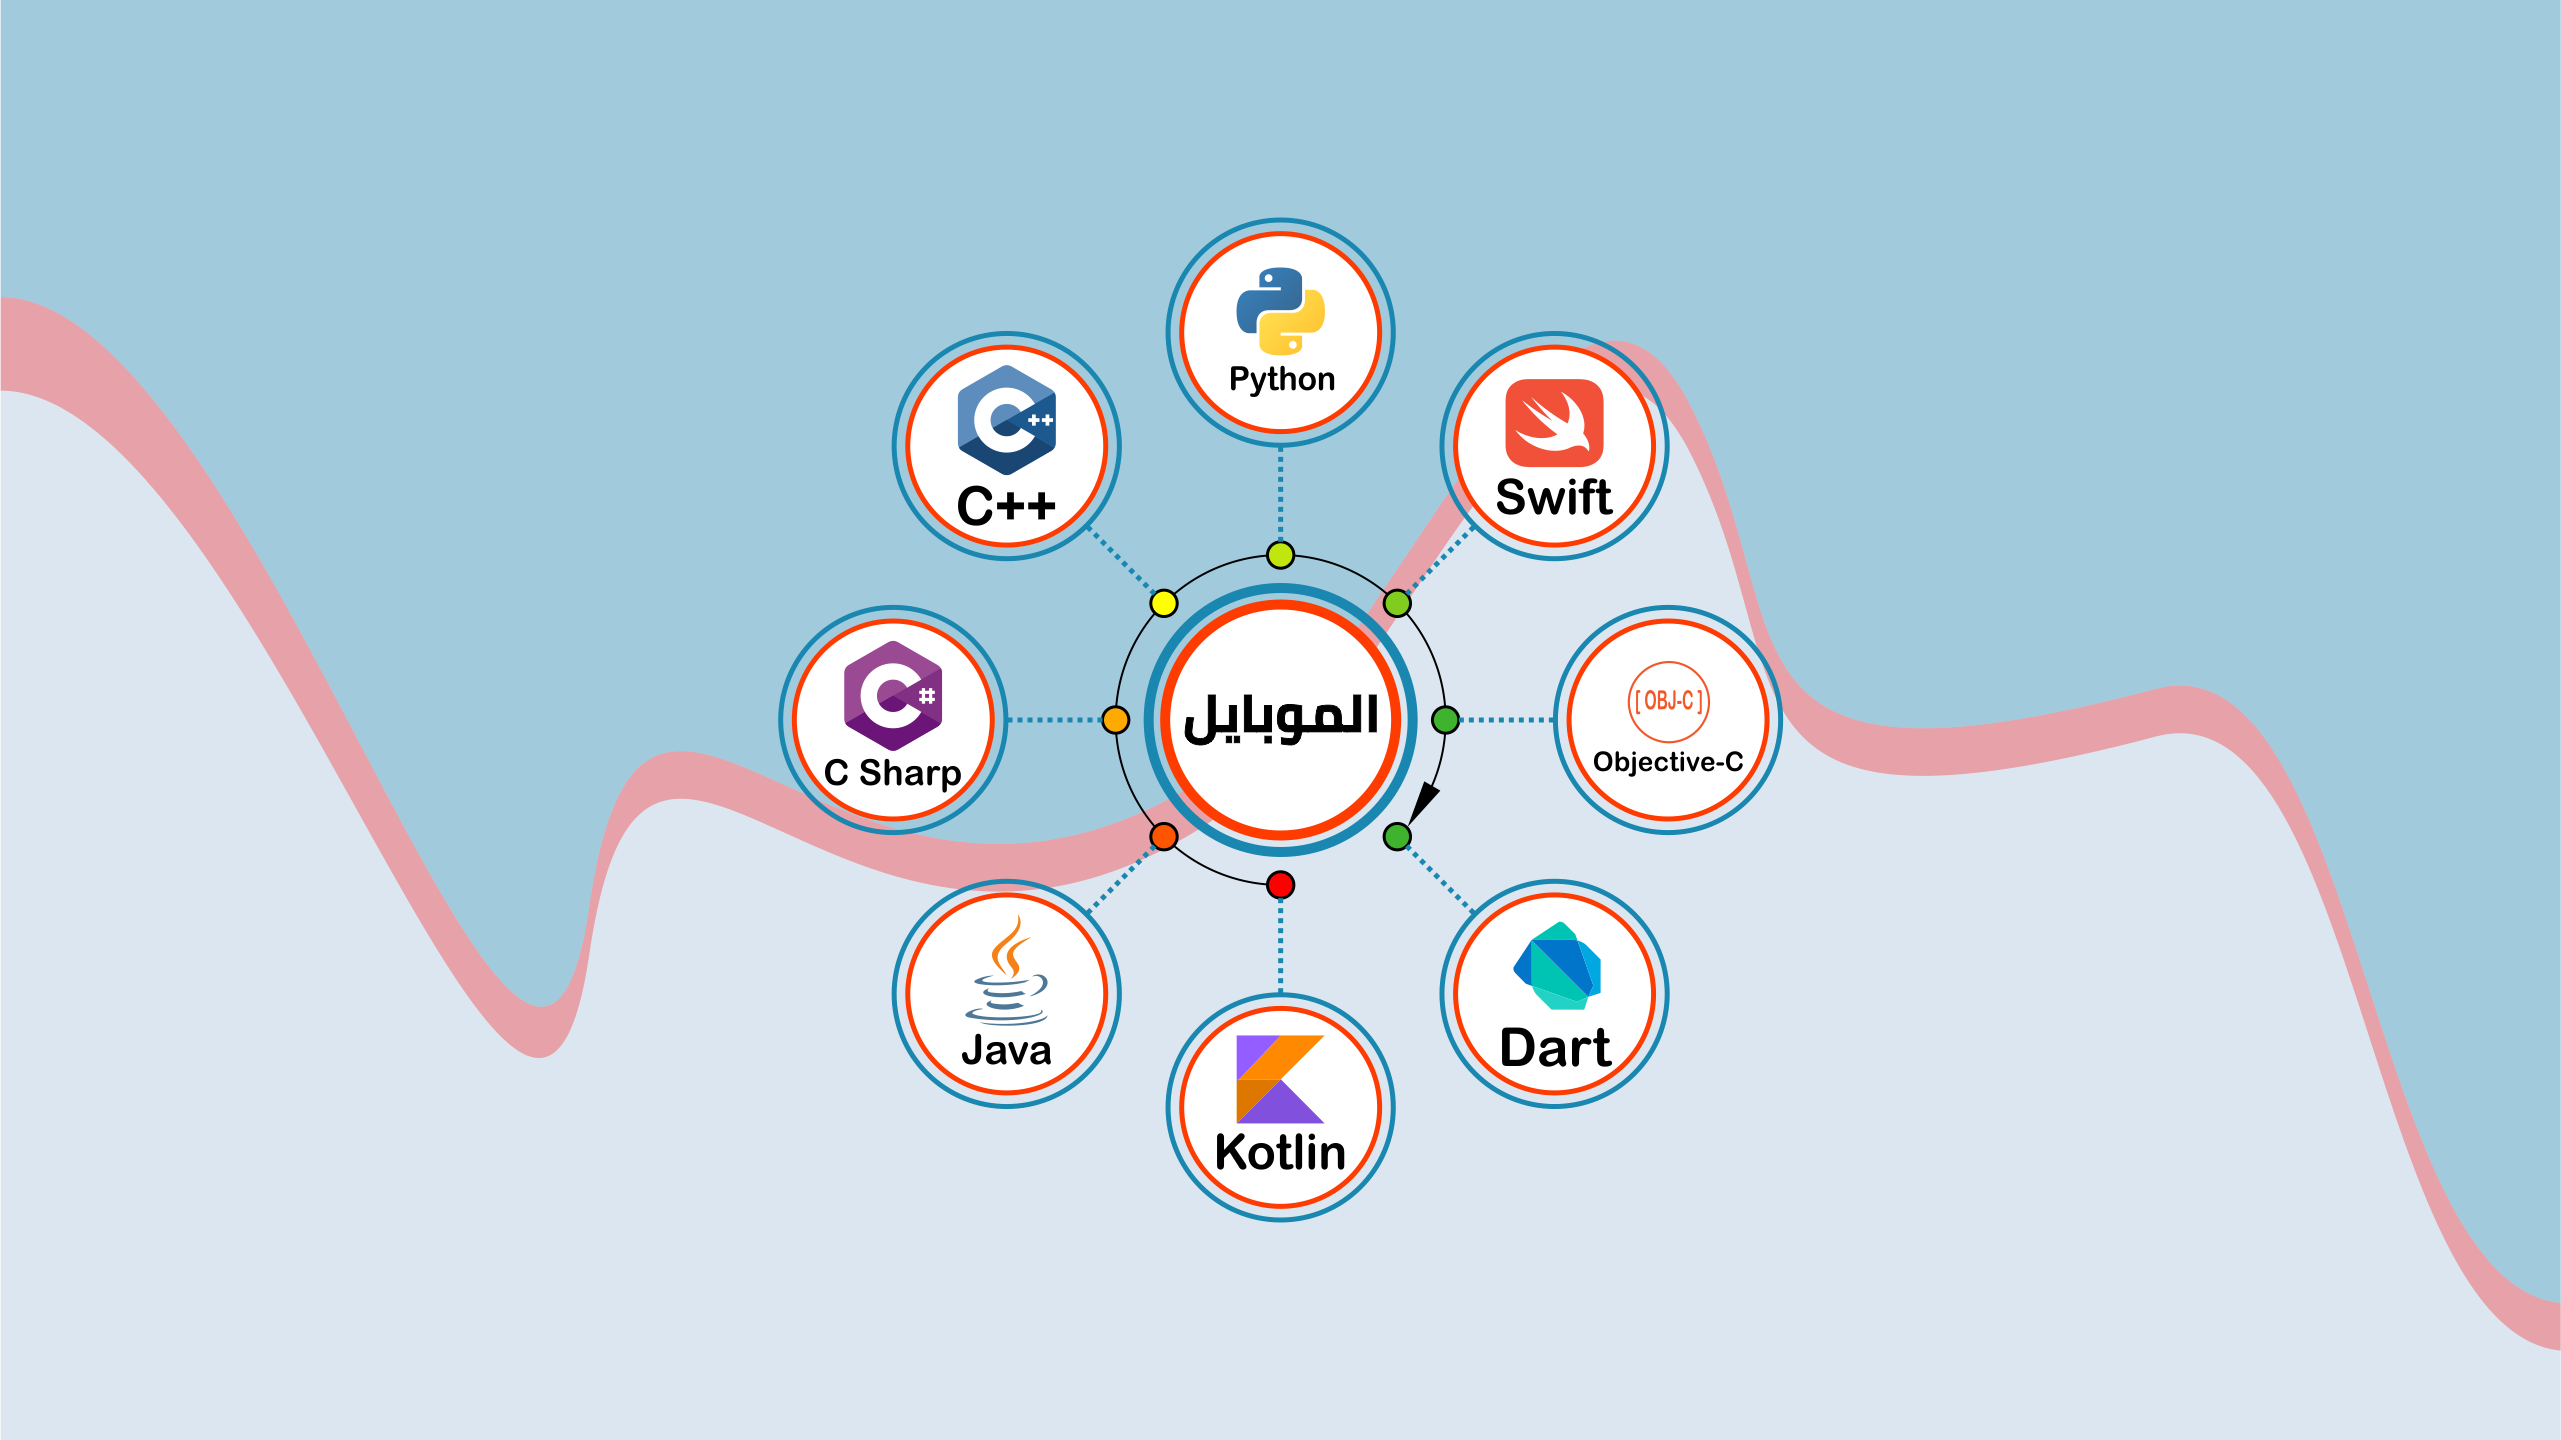 Python
C++
Swift
C Sharp
الموبايل
[ OBJ-C ]
Objective-C
Java
Dart
Kotlin